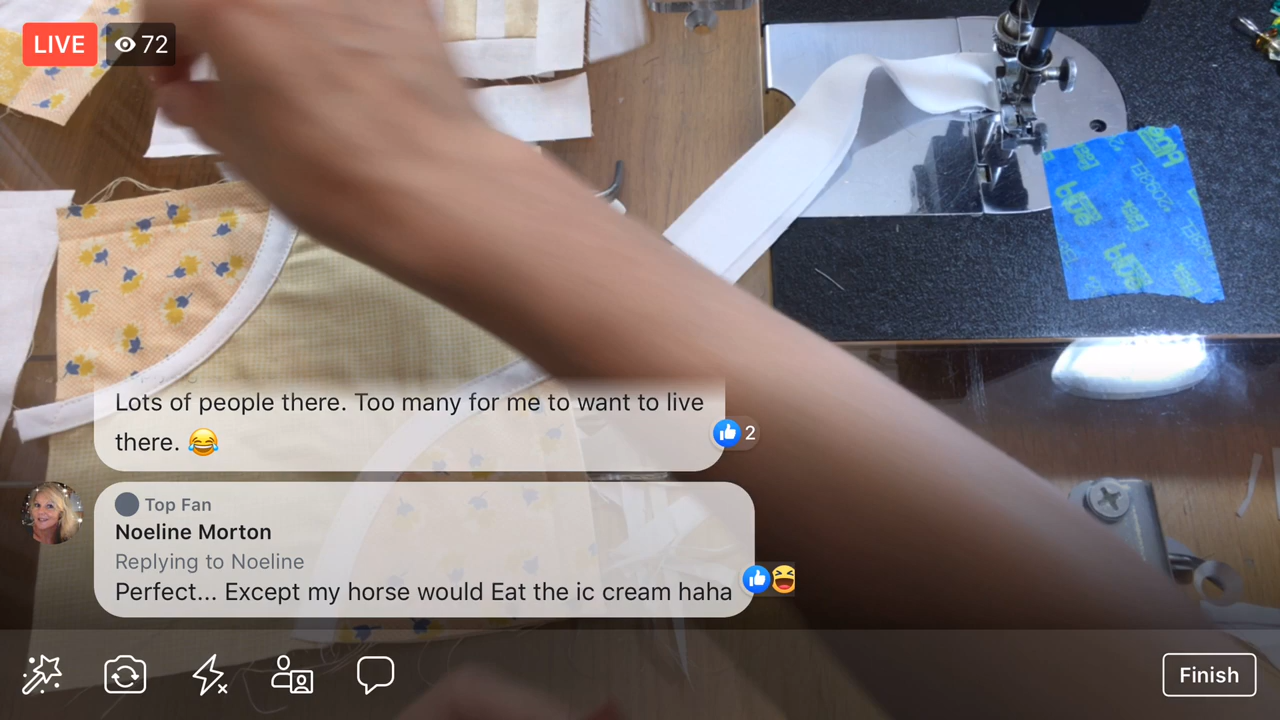 LIVE 72
Lots of people there. Too many for me to want to live
there. 😂
2
Top Fan
Noeline Morton
Replying to Noeline
Perfect... Except my horse would Eat the ic cream haha
Finish